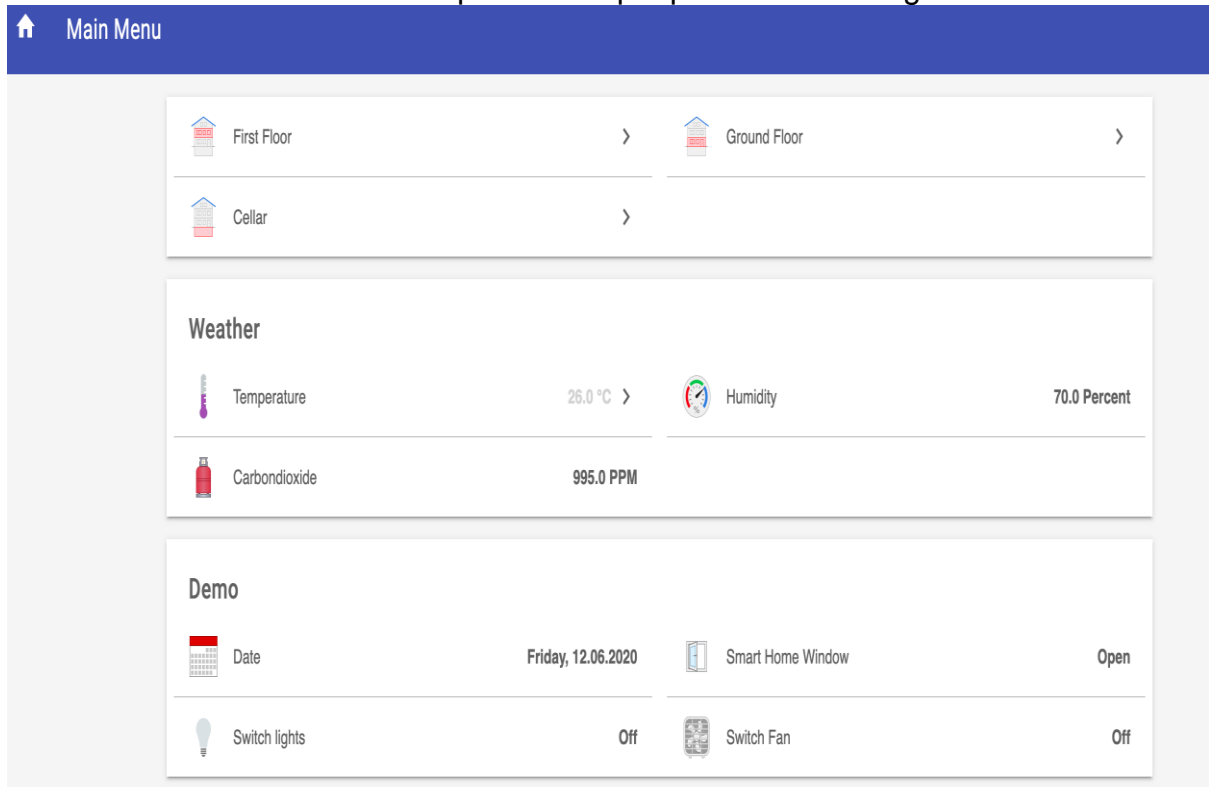 Main Menu
First Floor
Ground Floor
Cellar
Weather
Temperature 26.0 °C
Humidity 70.0 Percent
Carbondioxide 995.0 PPM
Demo
Date Friday, 12.06.2020
Smart Home Window Open
Switch lights Off
Switch Fan Off